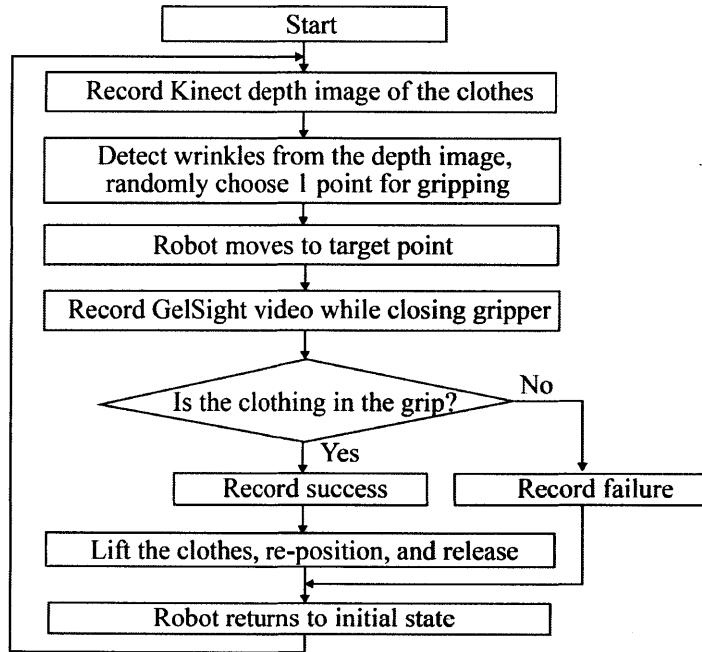 Start
Record Kinect depth image of the clothes
Detect wrinkles from the depth image,
randomly choose 1 point for gripping
Robot moves to target point
Record GelSight video while closing gripper
Is the clothing in the grip?
No
Yes
Record success
Record failure
Lift the clothes, re-position, and release
Robot returns to initial state